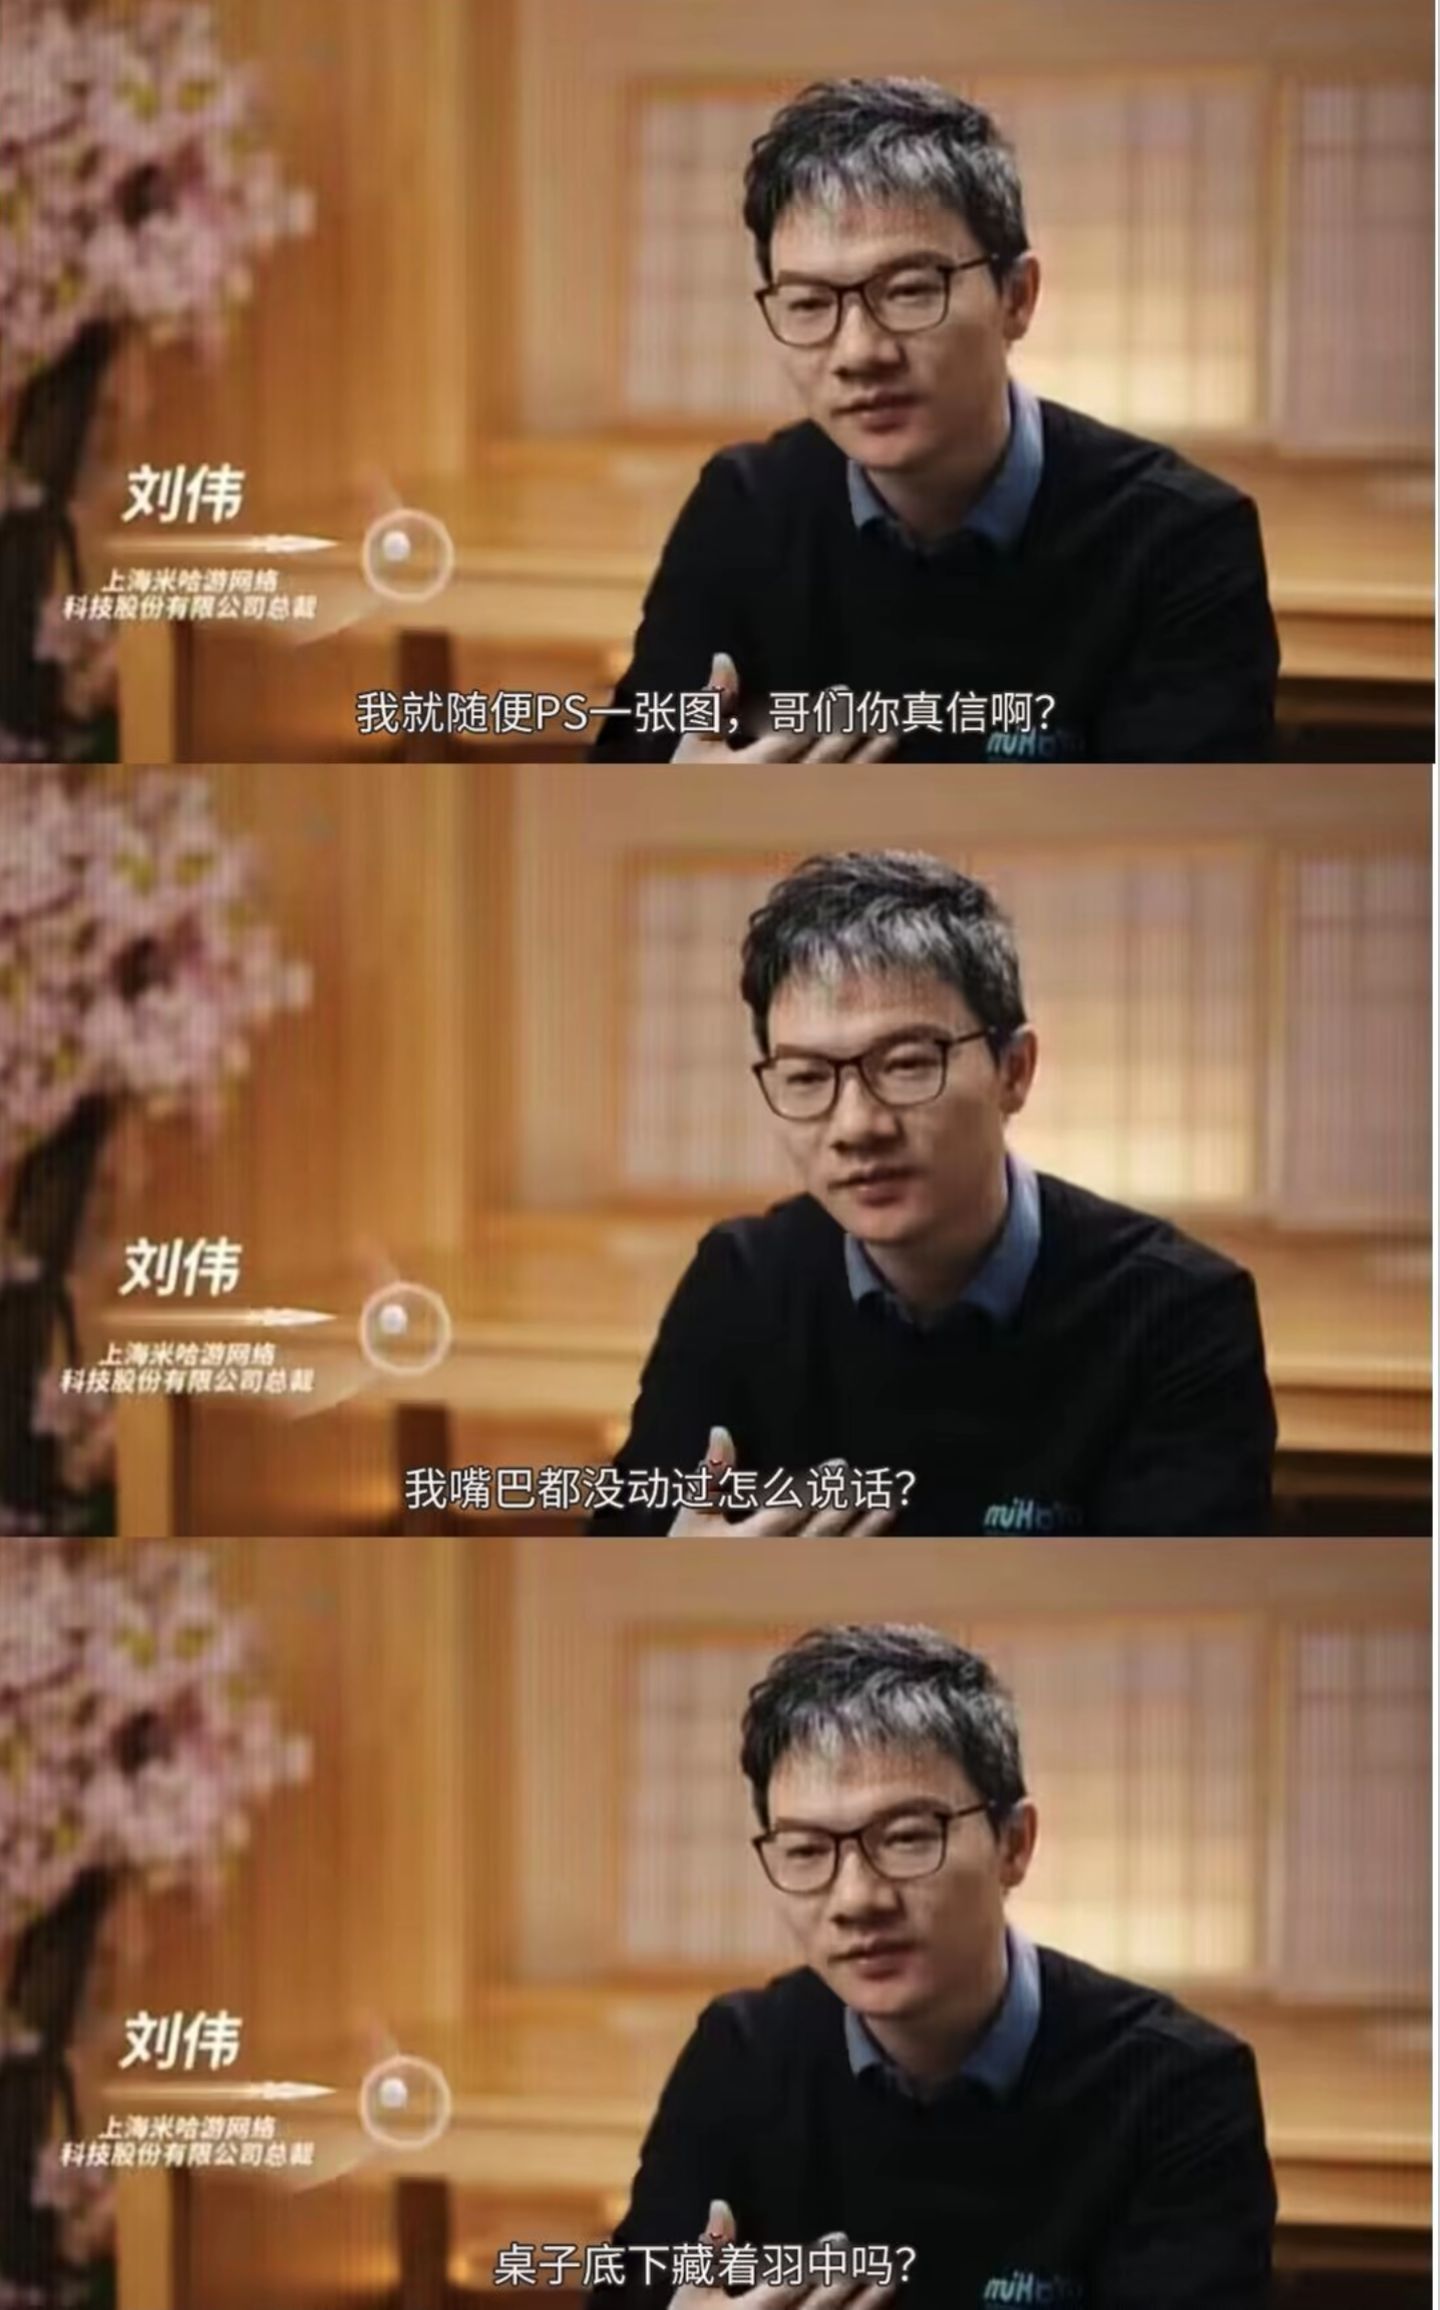 刘伟
上海米哈游网络
科技股份有限公司总裁
我就随便PS一张图，哥们你真信啊？
miHoYo
刘伟
上海米哈游网络
科技股份有限公司总裁
我嘴巴都没动过怎么说话？
miHoYo
刘伟
上海米哈游网络
科技股份有限公司总裁
桌子底下藏着羽中吗？
miHoYo